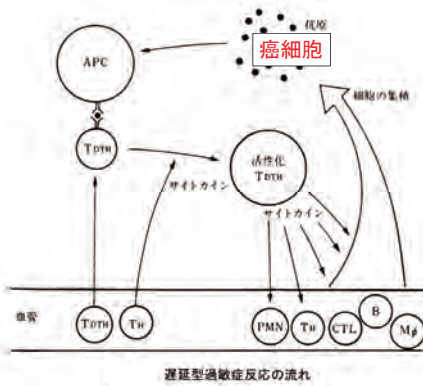 抗原
癌細胞
APC
細胞の集積
TDTH
活性化
TDTH
サイトカイン
サイトカイン
血管
TDTH
TH
PMN
TH
CTL
B
Mφ
遅延型過敏症反応の流れ